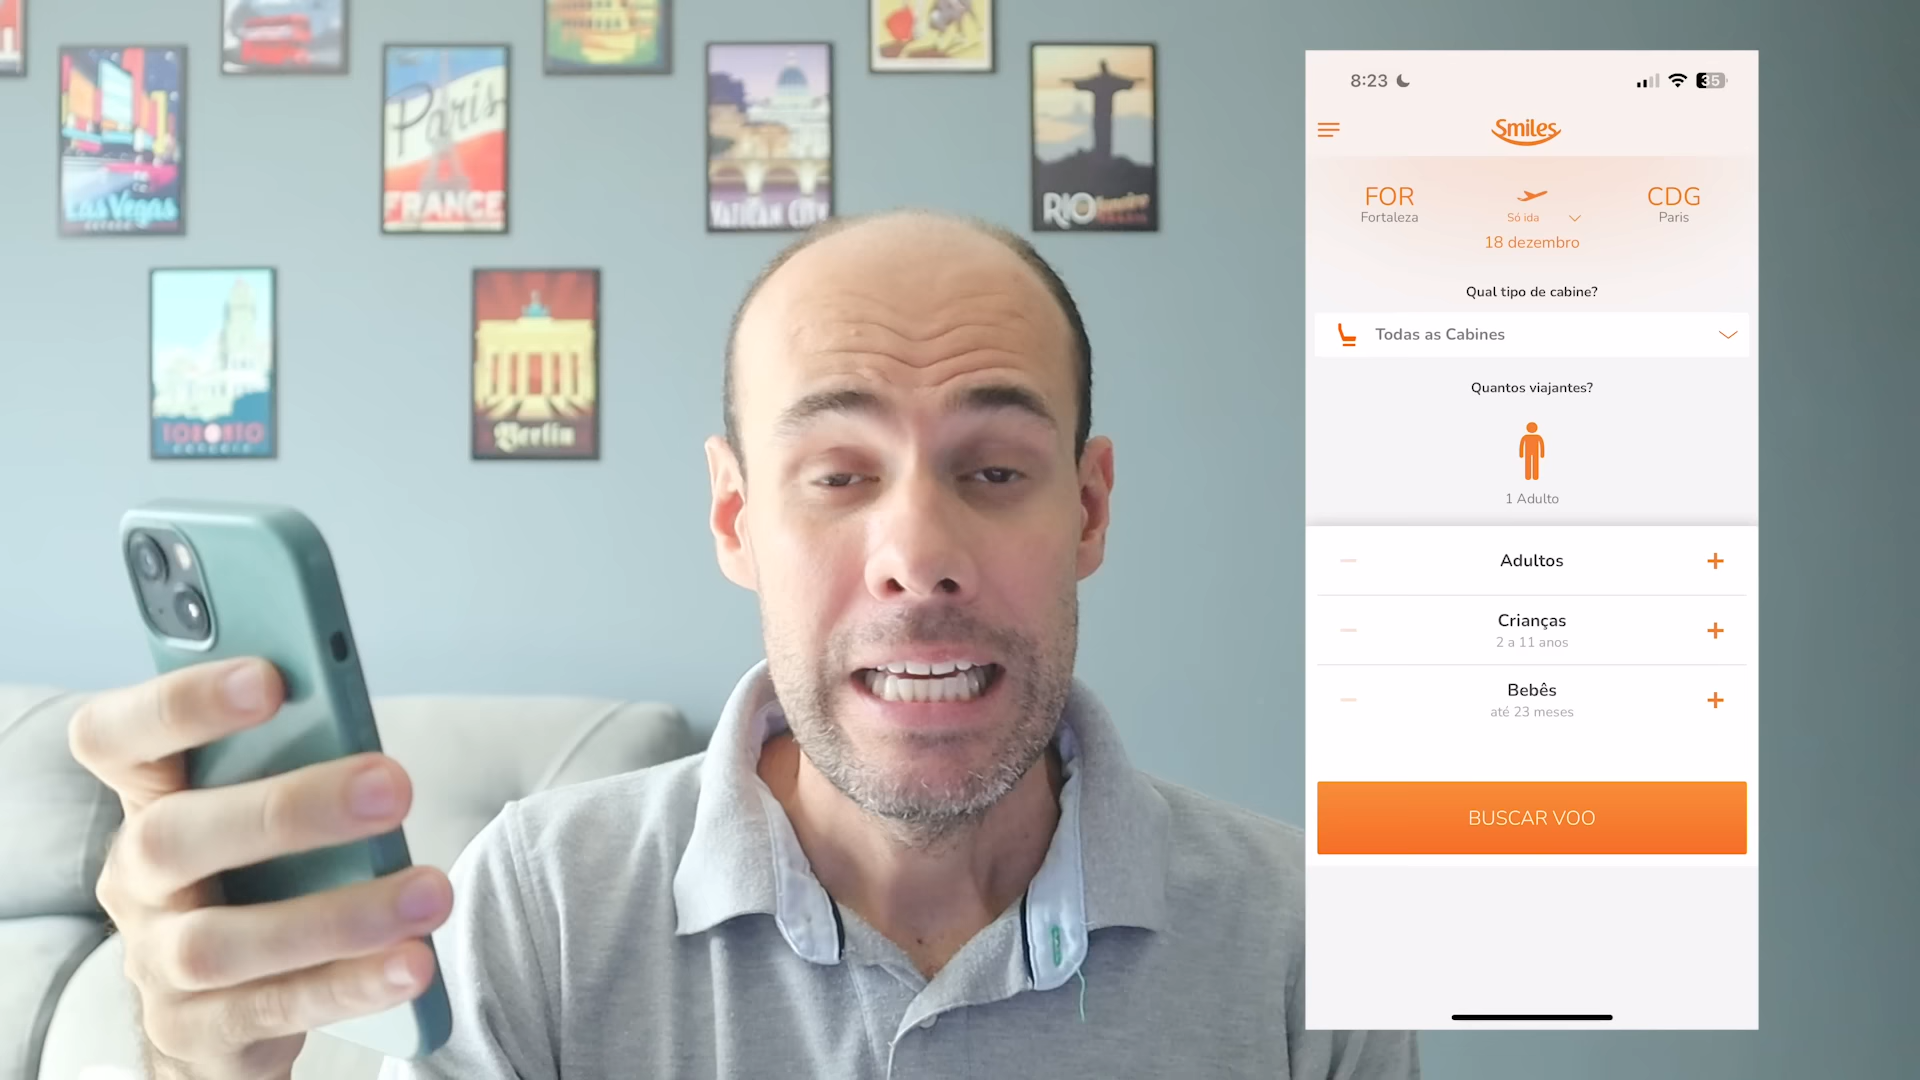 Las Vegas
Paris
FRANCE
VATICAN CITY
RIO
TORONTO
Berlin
8:23
35
Smiles
FOR
Fortaleza
Só ida
CDG
Paris
18 dezembro
Qual tipo de cabine?
Todas as Cabines
Quantos viajantes?
1 Adulto
Adultos
Crianças
2 a 11 anos
Bebês
até 23 meses
BUSCAR VOO